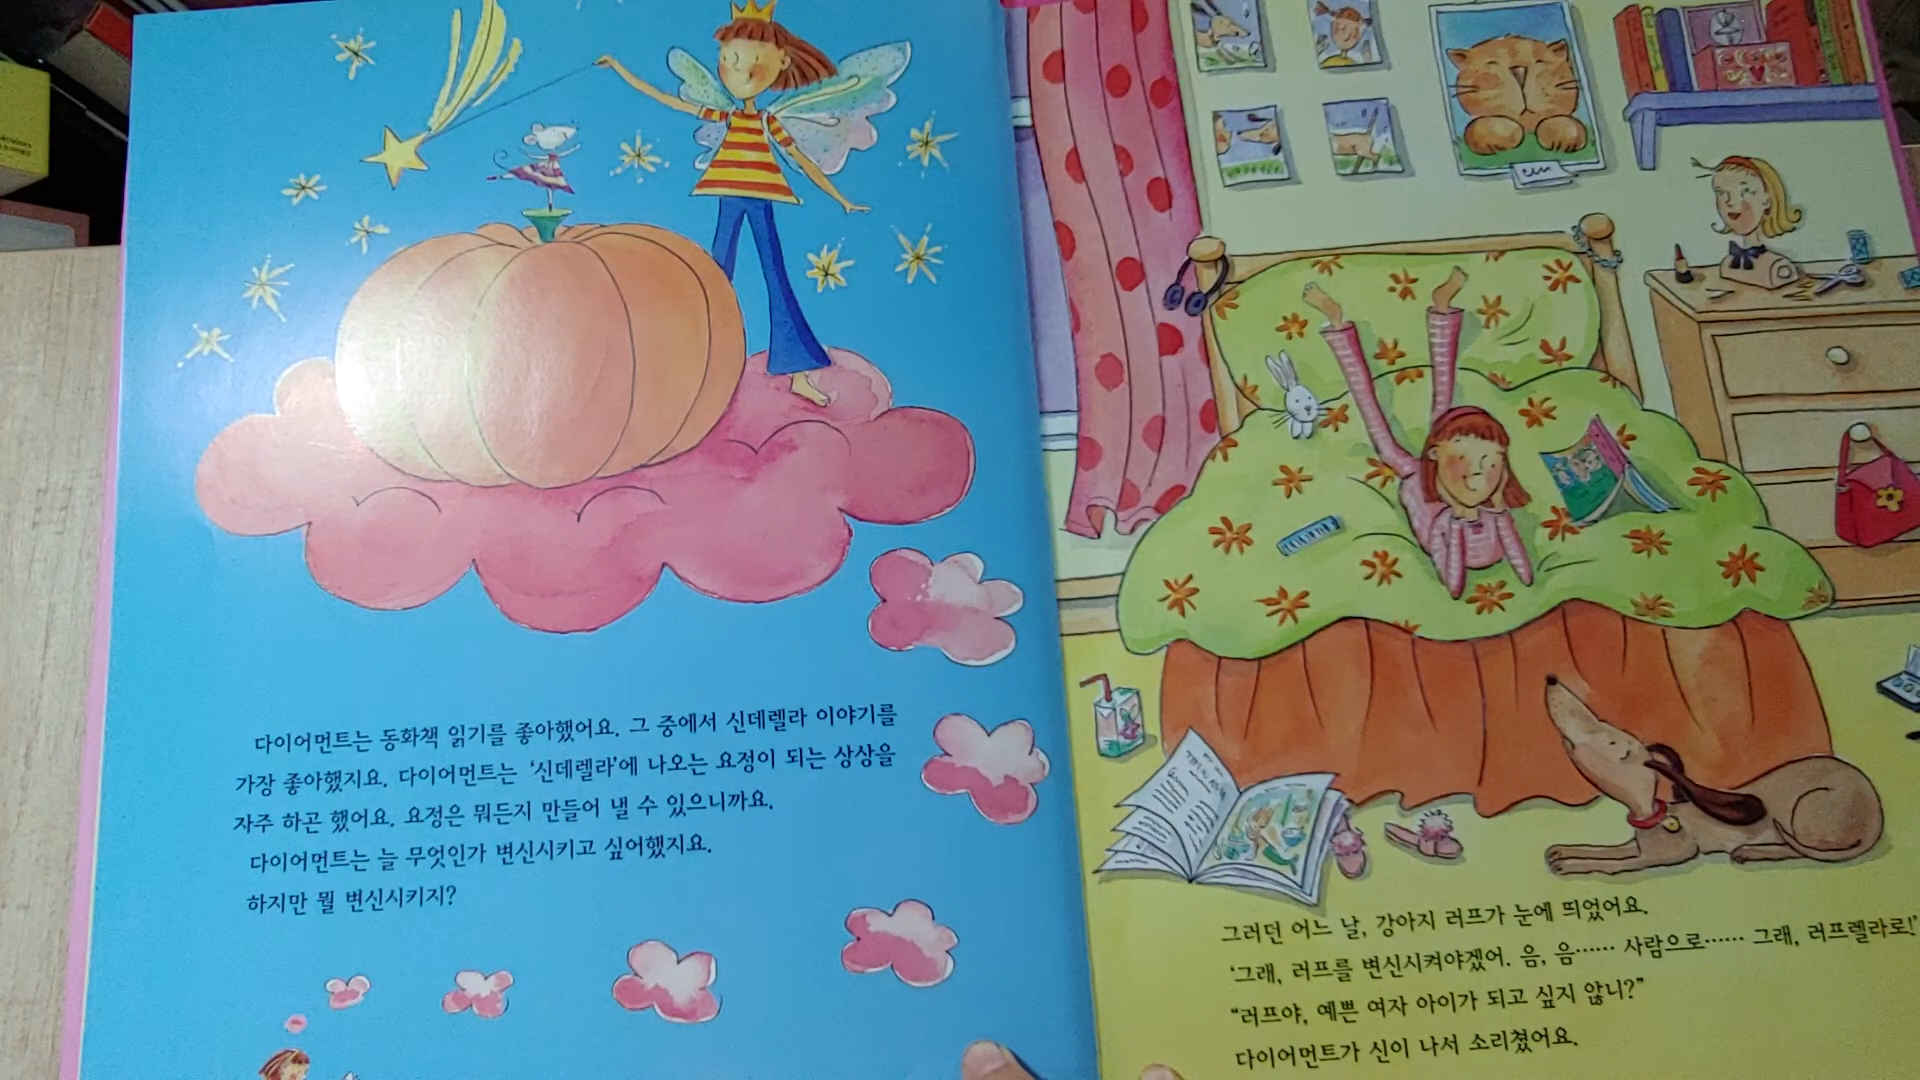 다이어먼트는 동화책 읽기를 좋아했어요. 그 중에서 신데렐라 이야기를
가장 좋아했지요. 다이어먼트는 ‘신데렐라’에 나오는 요정이 되는 상상을
자주 하곤 했어요. 요정은 뭐든지 만들어 낼 수 있으니까요.
다이어먼트는 늘 무엇인가 변신시키고 싶어했지요.
하지만 뭘 변신시키지?
그러던 어느 날, 강아지 러프가 눈에 띄었어요.
‘그래, 러프를 변신시켜야겠어. 음, 음…… 사람으로…… 그래, 러프렐라로!’
“러프야, 예쁜 여자 아이가 되고 싶지 않니?”
다이어먼트가 신이 나서 소리쳤어요.